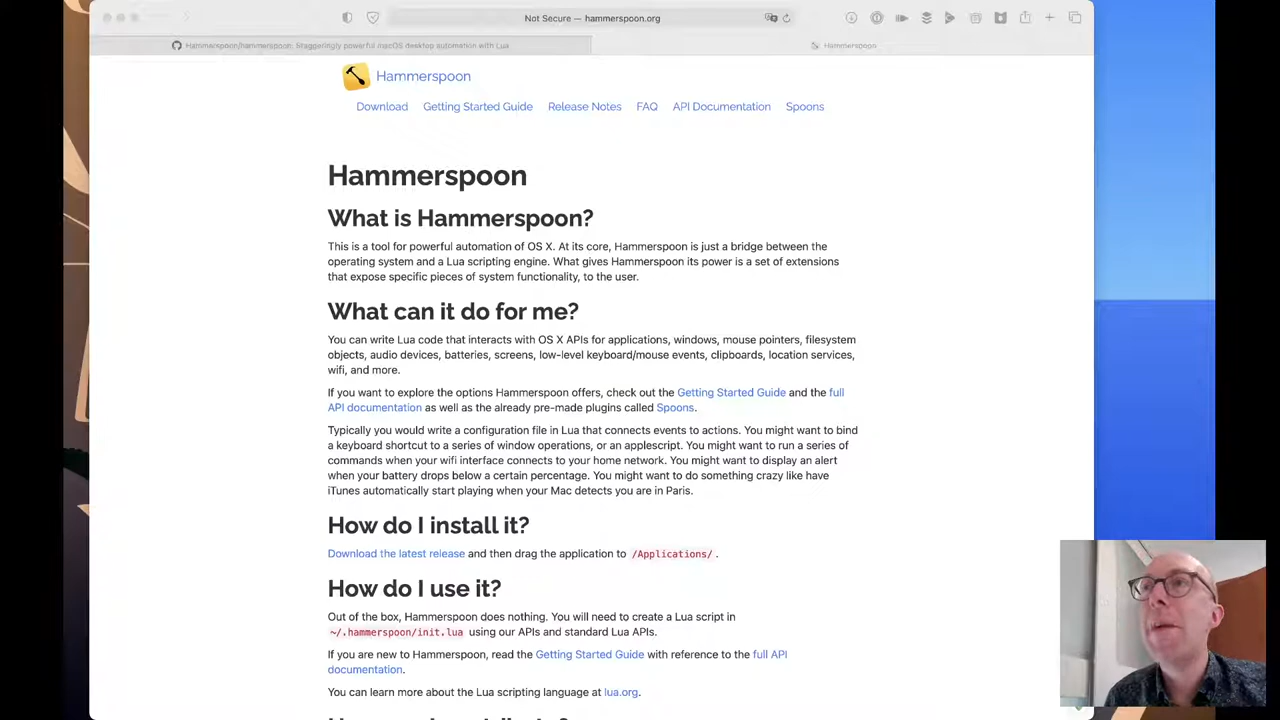 Not Secure — hammerspoon.org
Hammerspoon/hammerspoon: Staggeringly powerful macOS desktop automation with Lua
Hammerspoon
Hammerspoon
Download Getting Started Guide Release Notes FAQ API Documentation Spoons
Hammerspoon
What is Hammerspoon?
This is a tool for powerful automation of OS X. At its core, Hammerspoon is just a bridge between the
operating system and a Lua scripting engine. What gives Hammerspoon its power is a set of extensions
that expose specific pieces of system functionality, to the user.
What can it do for me?
You can write Lua code that interacts with OS X APIs for applications, windows, mouse pointers, filesystem
objects, audio devices, batteries, screens, low-level keyboard/mouse events, clipboards, location services,
wifi, and more.
If you want to explore the options Hammerspoon offers, check out the Getting Started Guide and the full
API documentation as well as the already pre-made plugins called Spoons.
Typically you would write a configuration file in Lua that connects events to actions. You might want to bind
a keyboard shortcut to a series of window operations, or an applescript. You might want to run a series of
commands when your wifi interface connects to your home network. You might want to display an alert
when your battery drops below a certain percentage. You might want to do something crazy like have
iTunes automatically start playing when your Mac detects you are in Paris.
How do I install it?
Download the latest release and then drag the application to /Applications/.
How do I use it?
Out of the box, Hammerspoon does nothing. You will need to create a Lua script in
~/.hammerspoon/init.lua using our APIs and standard Lua APIs.
If you are new to Hammerspoon, read the Getting Started Guide with reference to the full API
documentation.
You can learn more about the Lua scripting language at lua.org.